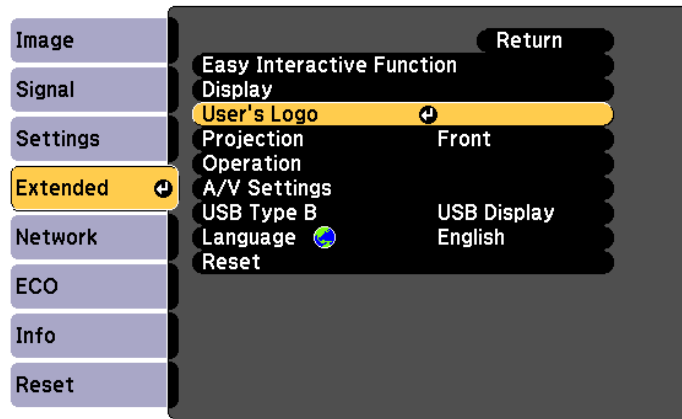 Image
Signal
Settings
Extended
Network
ECO
Info
Reset
Return
Easy Interactive Function
Display
User's Logo
Projection Front
Operation
A/V Settings
USB Type B USB Display
Language English
Reset